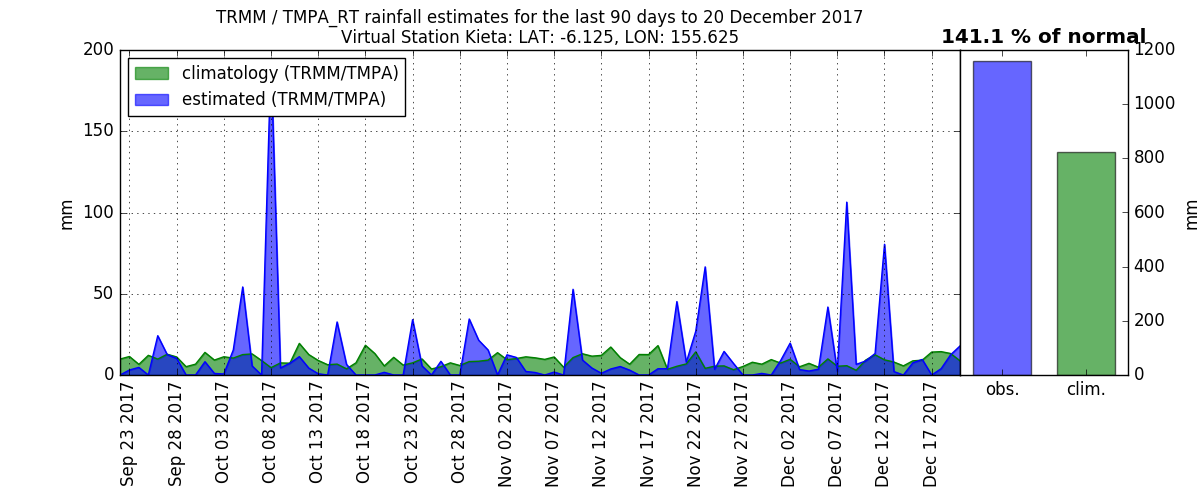 TRMM / TMPA_RT rainfall estimates for the last 90 days to 20 December 2017
Virtual Station Kieta: LAT: -6.125, LON: 155.625
141.1 % of normal
climatology (TRMM/TMPA)
estimated (TRMM/TMPA)
200
150
100
50
0
mm
Sep 23 2017
Sep 28 2017
Oct 03 2017
Oct 08 2017
Oct 13 2017
Oct 18 2017
Oct 23 2017
Oct 28 2017
Nov 02 2017
Nov 07 2017
Nov 12 2017
Nov 17 2017
Nov 22 2017
Nov 27 2017
Dec 02 2017
Dec 07 2017
Dec 12 2017
Dec 17 2017
1200
1000
800
600
400
200
0
mm
obs.
clim.